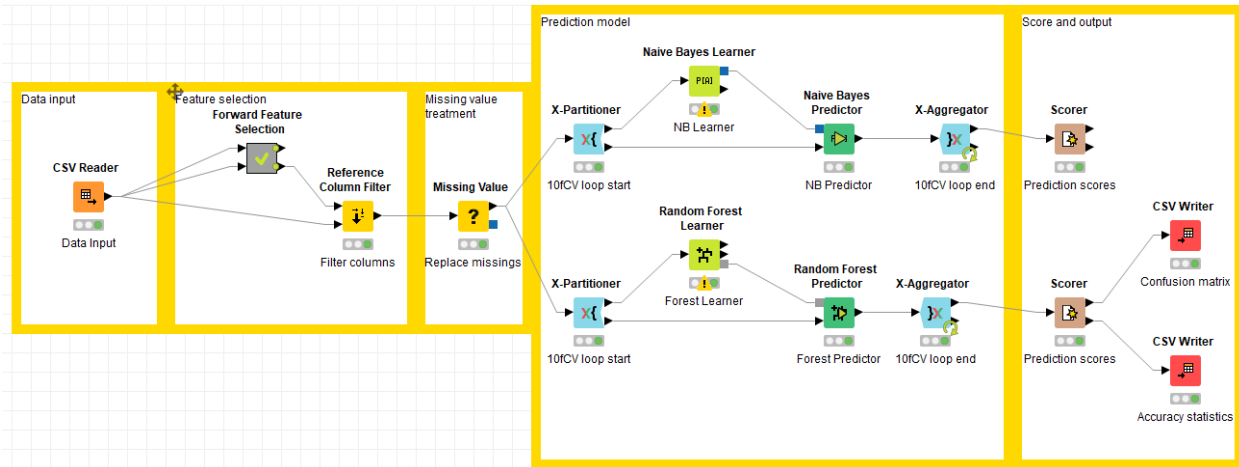 Data input
CSV Reader
Data Input
Feature selection
Forward Feature
Selection
Reference
Column Filter
Filter columns
Missing value
treatment
Missing Value
?
Replace missings
Prediction model
X-Partitioner
X{
10fCV loop start
Naive Bayes Learner
P[A]
NB Learner
Naive Bayes
Predictor
NB Predictor
X-Aggregator
}X
10fCV loop end
X-Partitioner
X{
10fCV loop start
Random Forest
Learner
Forest Learner
Random Forest
Predictor
Forest Predictor
X-Aggregator
}X
10fCV loop end
Score and output
Scorer
Prediction scores
Scorer
Prediction scores
CSV Writer
Confusion matrix
CSV Writer
Accuracy statistics